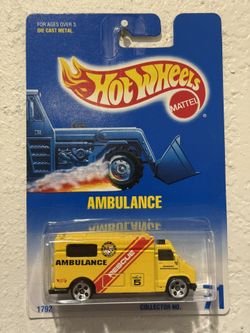 FOR AGES OVER 3
DIE CAST METAL
Hot Wheels
MATTEL
AMBULANCE
AMBULANCE
AMBULANCE
RESCUE
5
1792
COLLECTOR NO.
71